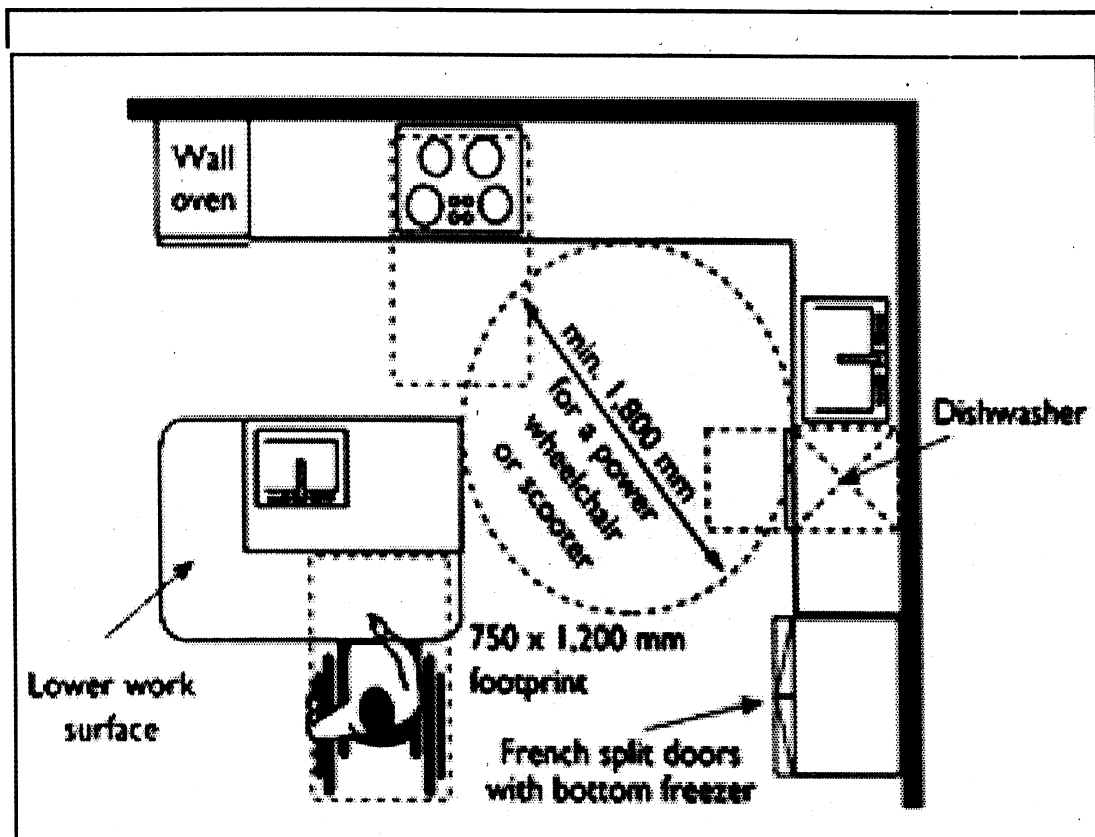 Wall
oven
min. 1,800 mm
for a power
wheelchair
or scooter
Dishwasher
750 x 1,200 mm
footprint
Lower work
surface
French split doors
with bottom freezer